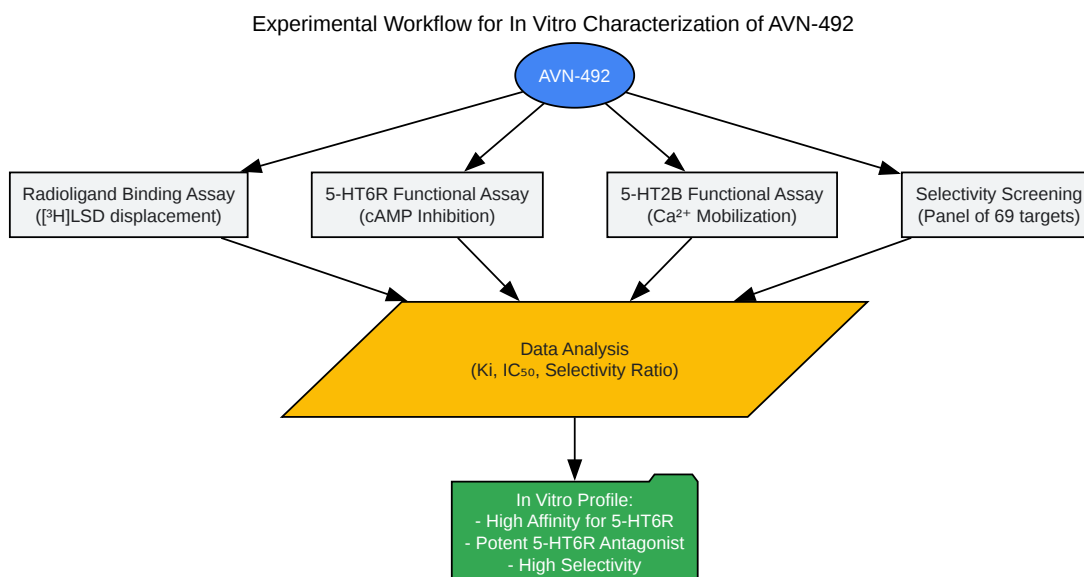 Experimental Workflow for In Vitro Characterization of AVN-492
AVN-492
Radioligand Binding Assay
([³H]LSD displacement)
5-HT6R Functional Assay
(cAMP Inhibition)
5-HT2B Functional Assay
(Ca²⁺ Mobilization)
Selectivity Screening
(Panel of 69 targets)
Data Analysis
(Ki, IC₅₀, Selectivity Ratio)
In Vitro Profile:
- High Affinity for 5-HT6R
- Potent 5-HT6R Antagonist
- High Selectivity